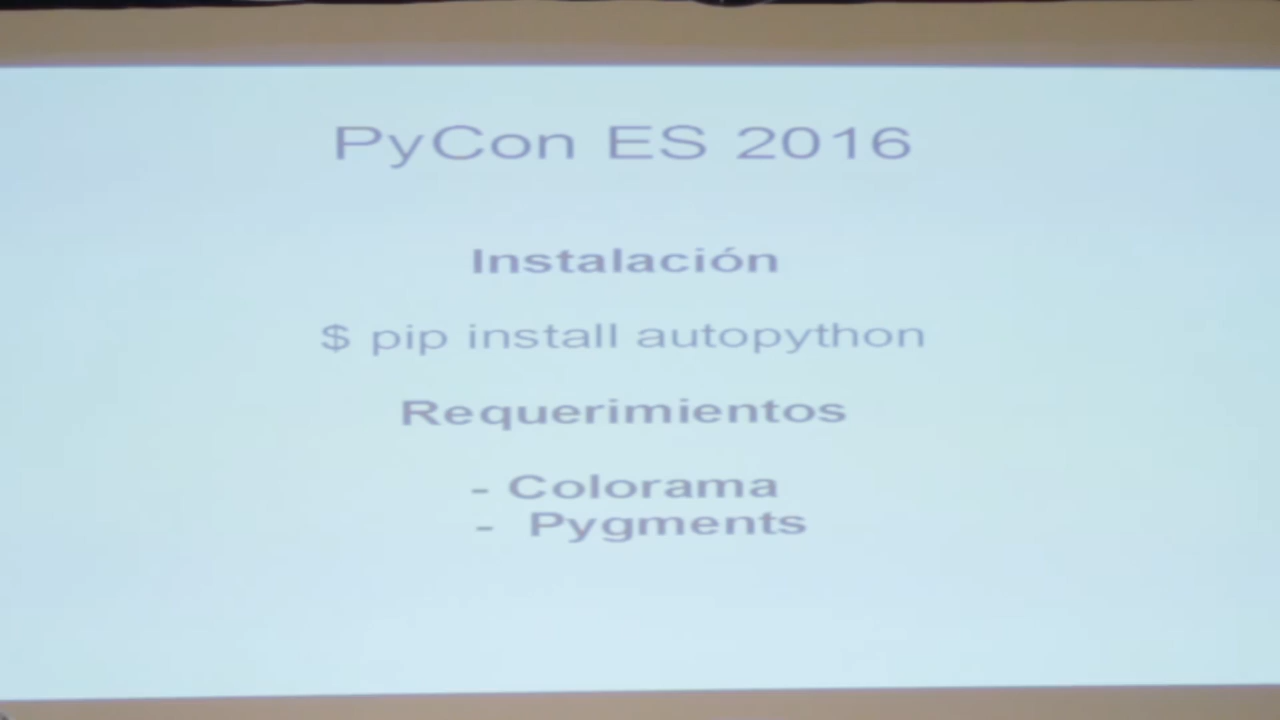 PyCon ES 2016
Instalación
$ pip install autopython
Requerimientos
- Colorama
- Pygments